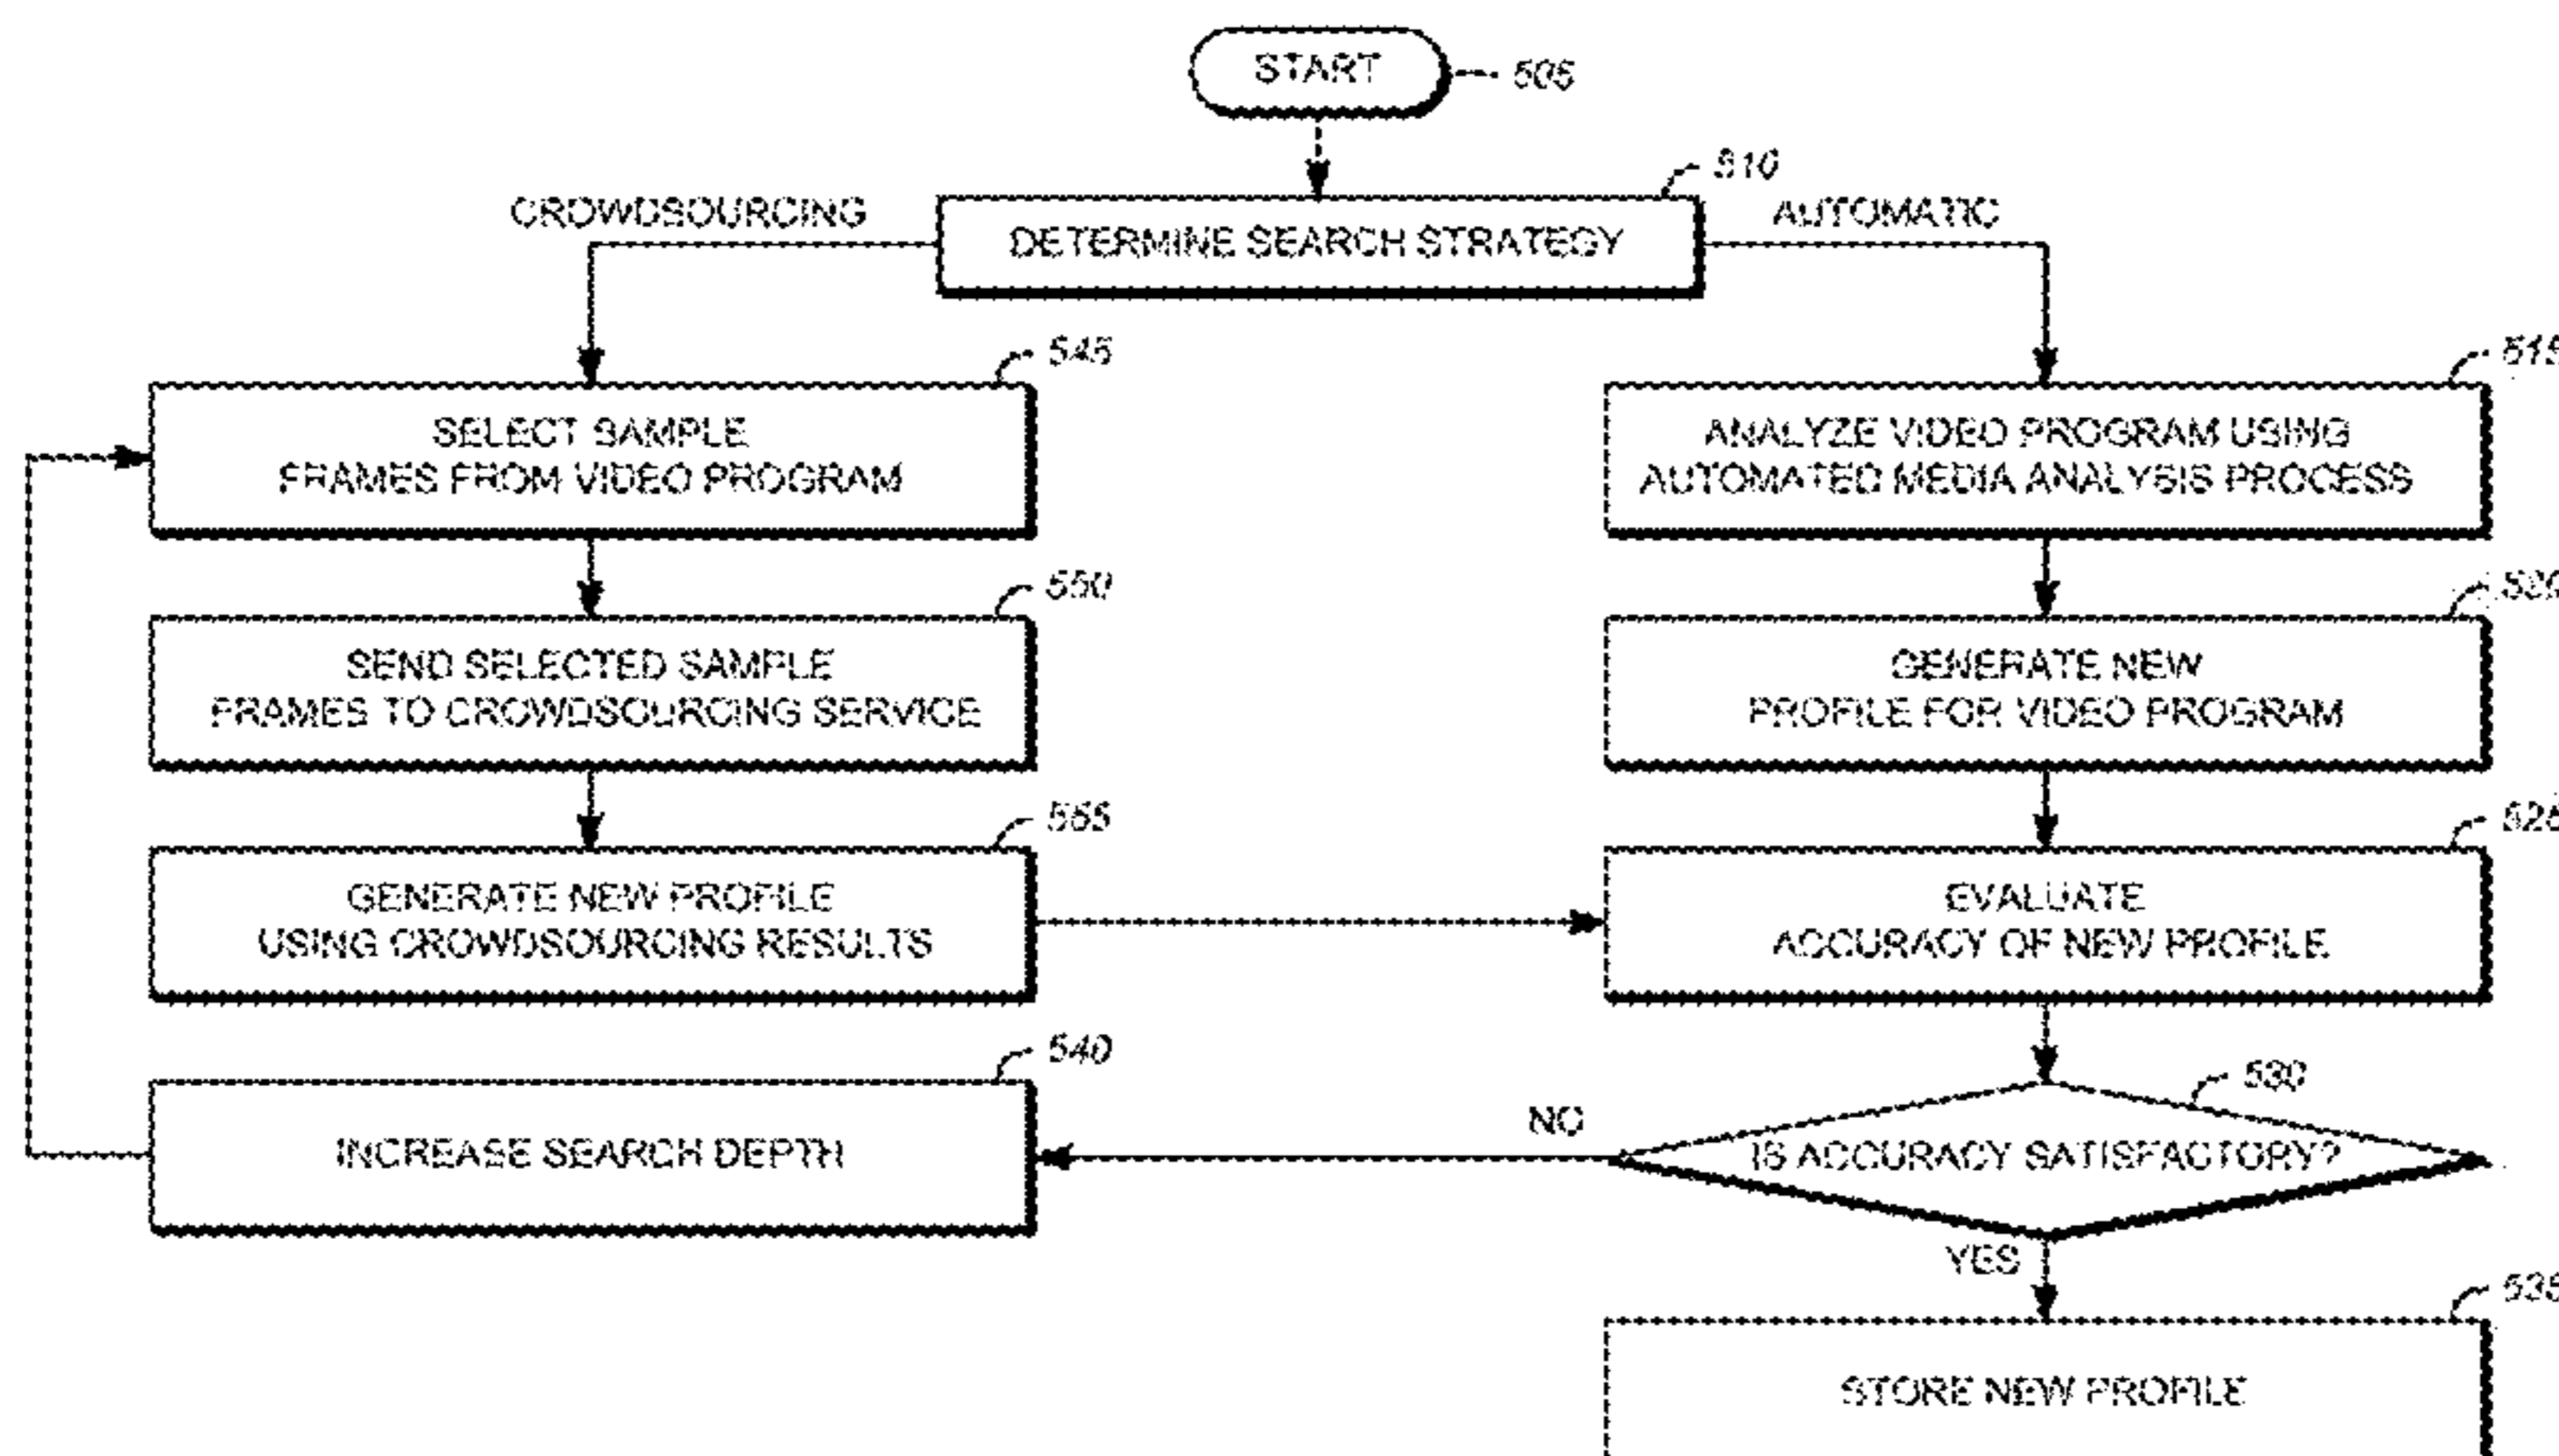 START
505
510
CROWDSOURCING
AUTOMATIC
DETERMINE SEARCH STRATEGY
545
SELECT SAMPLE
FRAMES FROM VIDEO PROGRAM
ANALYZE VIDEO PROGRAM USING
AUTOMATED MEDIA ANALYSIS PROCESS
550
SEND SELECTED SAMPLE
FRAMES TO CROWDSOURCING SERVICE
GENERATE NEW
PROFILE FOR VIDEO PROGRAM
GENERATE NEW PROFILE
USING CROWDSOURCING RESULTS
EVALUATE
ACCURACY OF NEW PROFILE
540
INCREASE SEARCH DEPTH
530
NO
IS ACCURACY SATISFACTORY?
YES
STORE NEW PROFILE